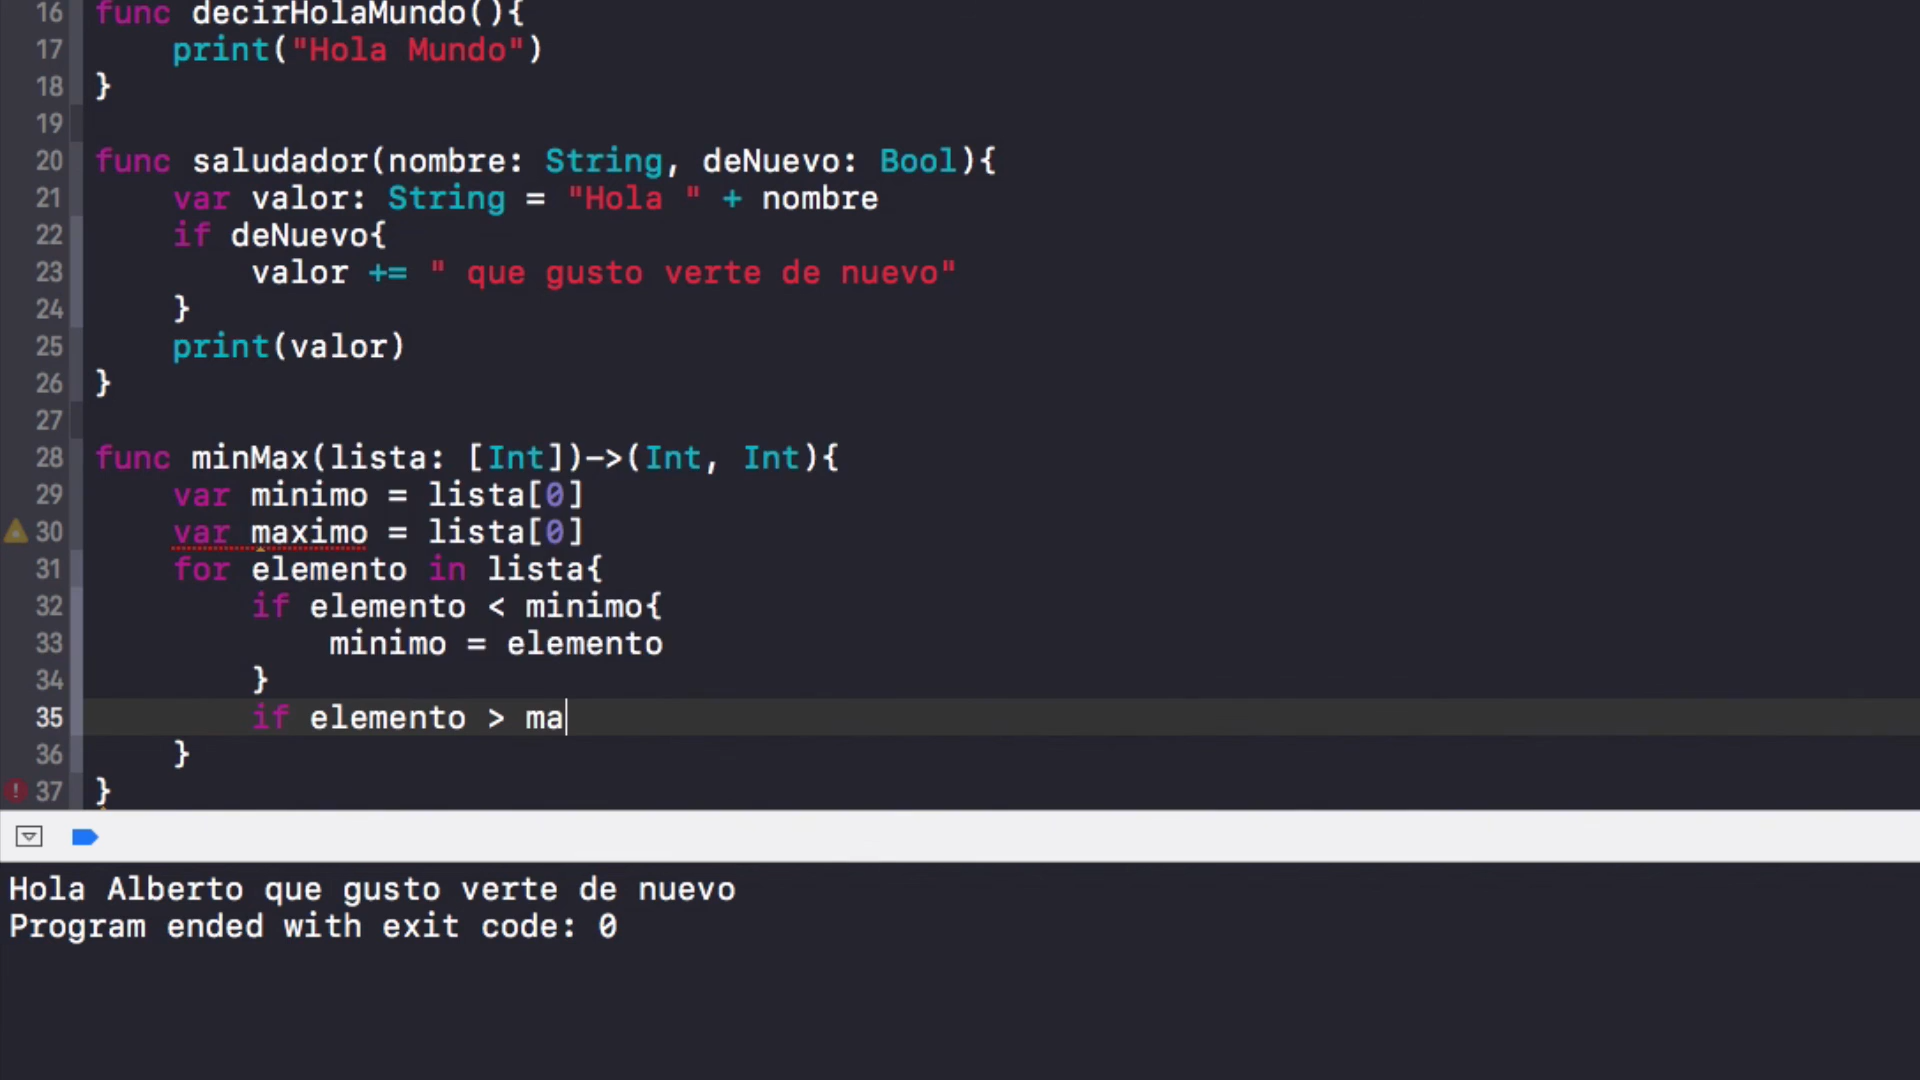 16 func decirHolaMundo(){
17     print("Hola Mundo")
18 }
19
20 func saludador(nombre: String, deNuevo: Bool){
21     var valor: String = "Hola " + nombre
22     if deNuevo{
23         valor += " que gusto verte de nuevo"
24     }
25     print(valor)
26 }
27
28 func minMax(lista: [Int])->(Int, Int){
29     var minimo = lista[0]
30     var maximo = lista[0]
31     for elemento in lista{
32         if elemento < minimo{
33             minimo = elemento
34         }
35         if elemento > ma
36     }
37 }
Hola Alberto que gusto verte de nuevo
Program ended with exit code: 0